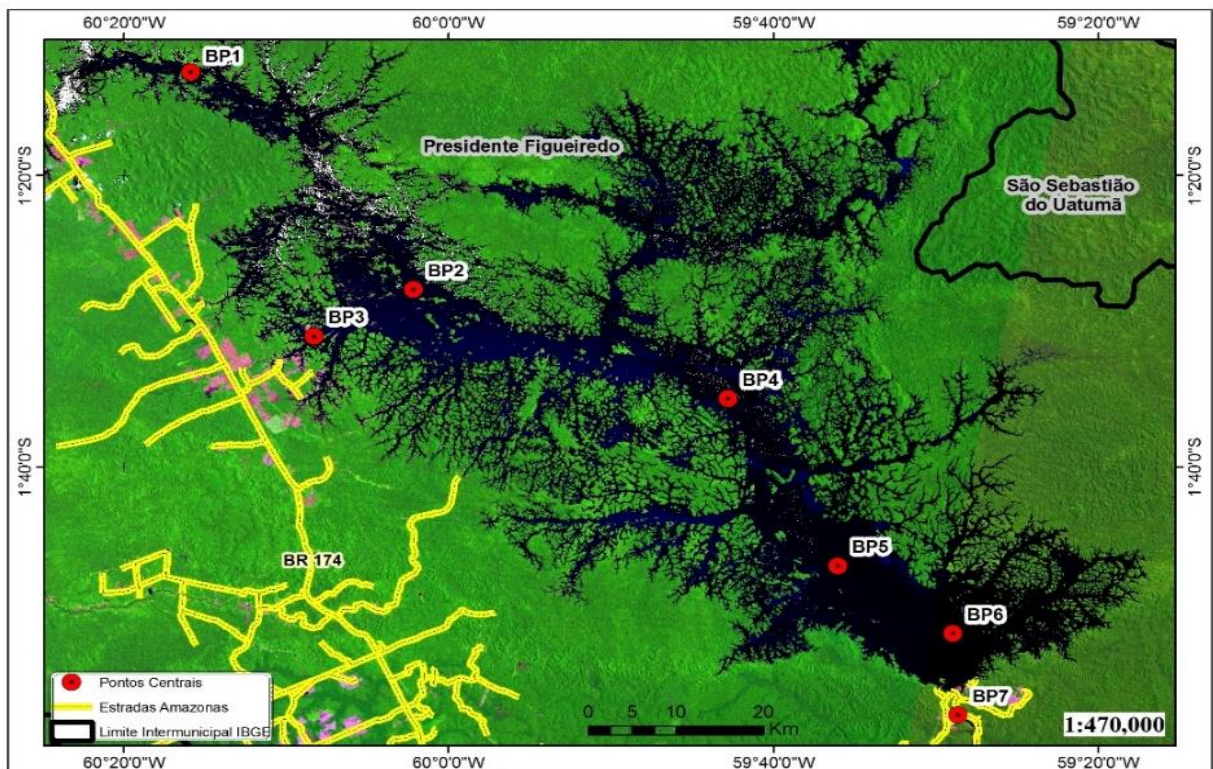 60°20'0"W 60°0'0"W 59°40'0"W 59°20'0"W
BP1
Presidente Figueiredo
1°20'0"S
1°20'0"S
São Sebastião
do Uatumã
BP2
BP3
BP4
1°40'0"S
1°40'0"S
BR 174
BP5
BP6
BP7
Pontos Centrais
Estradas Amazonas
Limite Intermunicipal IBGE
0 5 10 20
Km
1:470,000
60°20'0"W 60°0'0"W 59°40'0"W 59°20'0"W